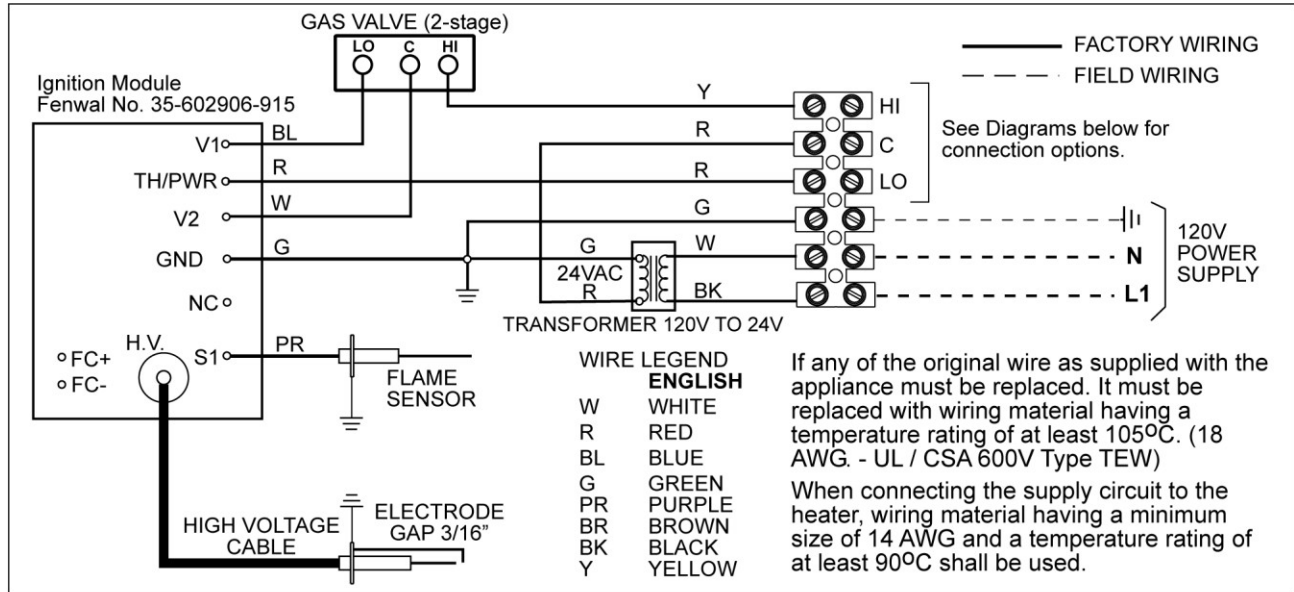 GAS VALVE (2-stage)
LO C HI
Ignition Module
Fenwal No. 35-602906-915
V1 BL
TH/PWR R
V2 W
GND G
NC
H.V.
S1 PR
FC+
FC-
FLAME
SENSOR
HIGH VOLTAGE
CABLE
ELECTRODE
GAP 3/16”
Y
R
R
G
G
W
24VAC
R
BK
TRANSFORMER 120V TO 24V
HI
C
LO
FACTORY WIRING
FIELD WIRING
See Diagrams below for
connection options.
N
L1
120V
POWER
SUPPLY
WIRE LEGEND
ENGLISH
W WHITE
R RED
BL BLUE
G GREEN
PR PURPLE
BR BROWN
BK BLACK
Y YELLOW
If any of the original wire as supplied with the
appliance must be replaced. It must be
replaced with wiring material having a
temperature rating of at least 105ºC. (18
AWG. - UL / CSA 600V Type TEW)
When connecting the supply circuit to the
heater, wiring material having a minimum
size of 14 AWG and a temperature rating of
at least 90ºC shall be used.